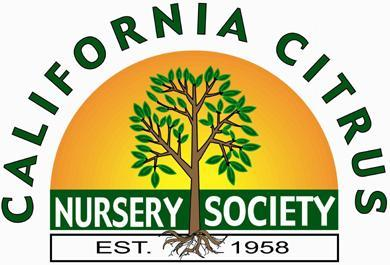 CALIFORNIA CITRUS
NURSERY SOCIETY
EST. 1958